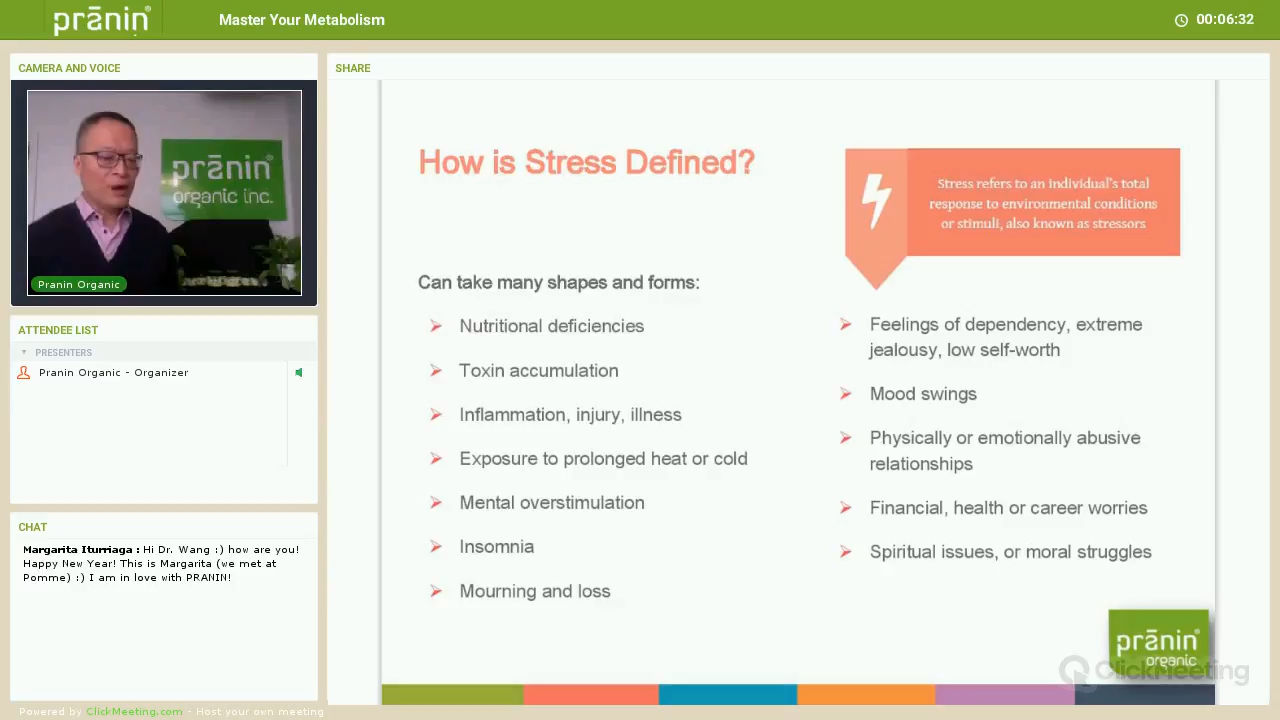 pránin®
Master Your Metabolism
00:06:32
CAMERA AND VOICE
pránin®
organic inc.
Pranin Organic
ATTENDEE LIST
PRESENTERS
Pranin Organic - Organizer
CHAT
Margarita Iturriaga : Hi Dr. Wang :) how are you!
Happy New Year! This is Margarita (we met at
Pomme) :) I am in love with PRANIN!
SHARE
How is Stress Defined?
Stress refers to an individual's total
response to environmental conditions
or stimuli, also known as stressors
Can take many shapes and forms:
Nutritional deficiencies
Toxin accumulation
Inflammation, injury, illness
Exposure to prolonged heat or cold
Mental overstimulation
Insomnia
Mourning and loss
Feelings of dependency, extreme
jealousy, low self-worth
Mood swings
Physically or emotionally abusive
relationships
Financial, health or career worries
Spiritual issues, or moral struggles
pránin®
organic
ClickMeeting
Powered by ClickMeeting.com - Host your own meeting